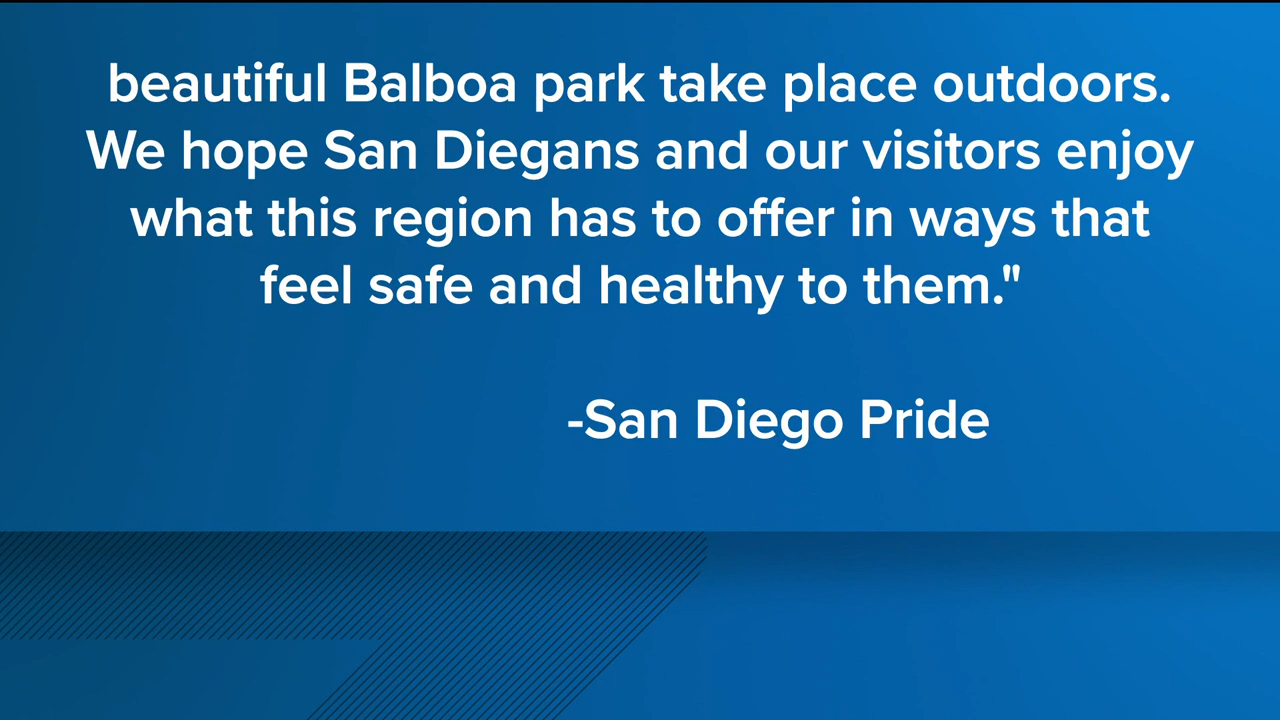 beautiful Balboa park take place outdoors.
We hope San Diegans and our visitors enjoy
what this region has to offer in ways that
feel safe and healthy to them."
-San Diego Pride